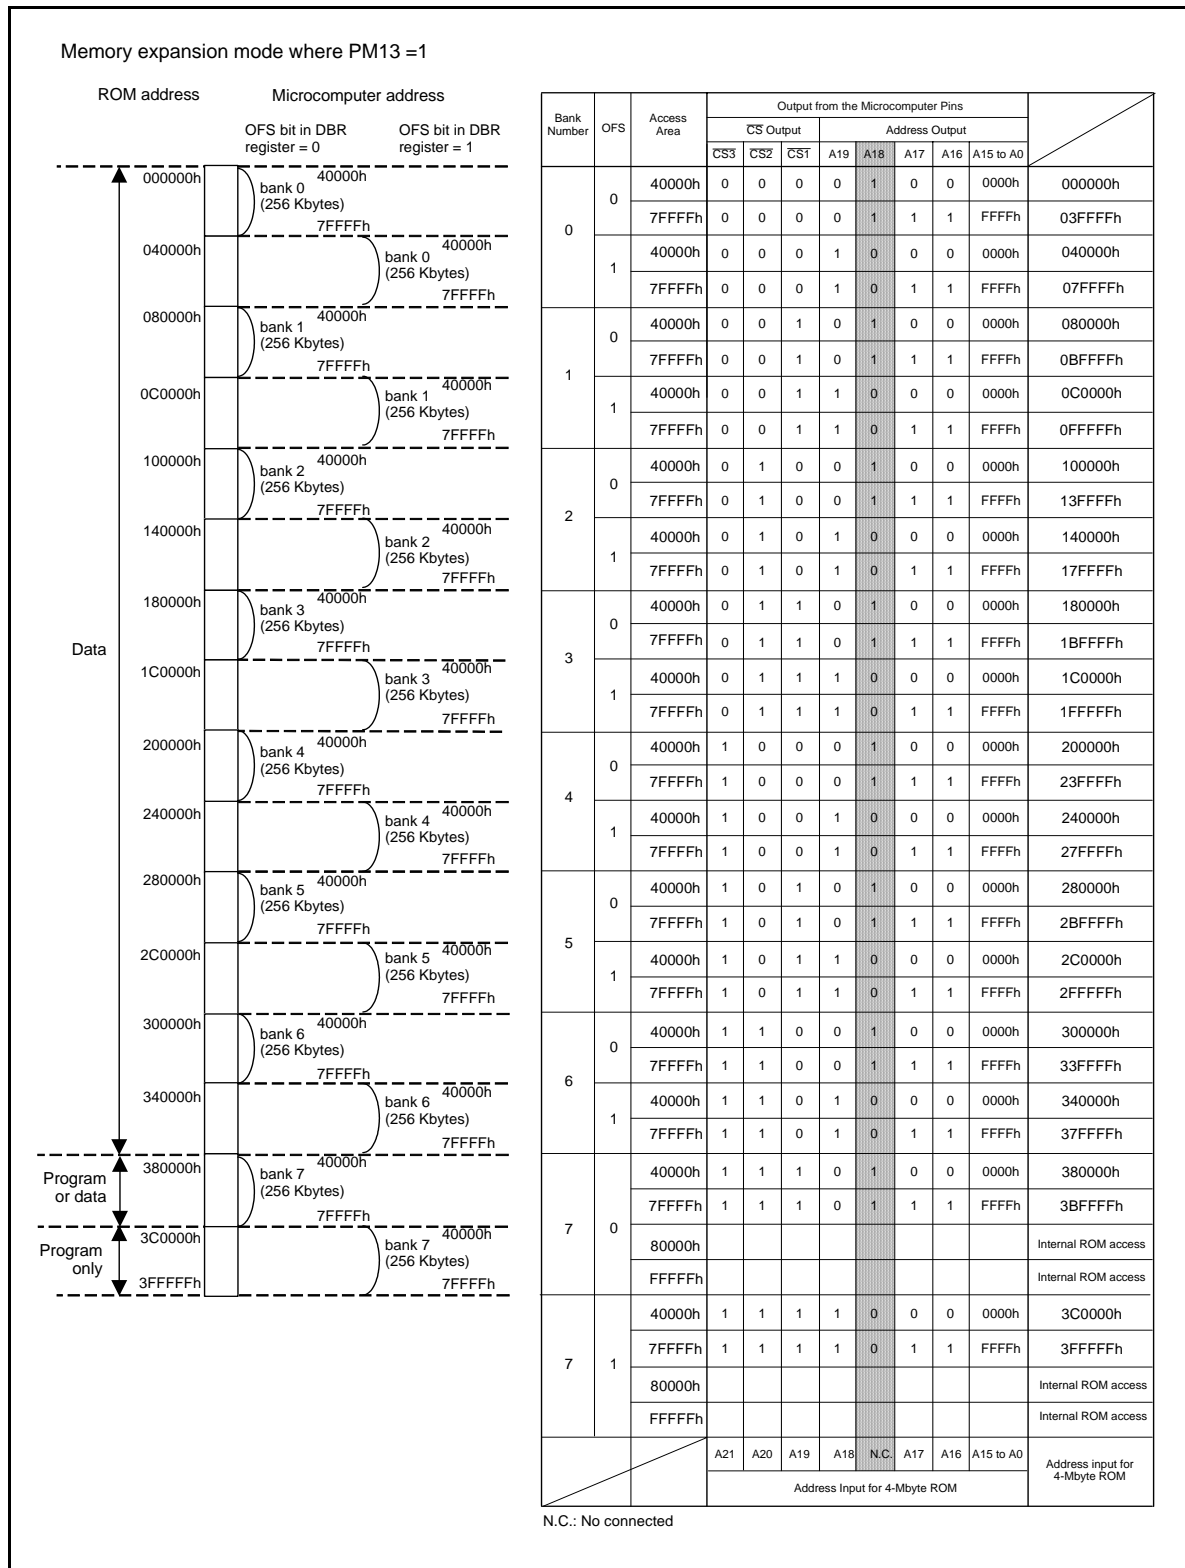 Memory expansion mode where PM13 =1
ROM address Microcomputer address
OFS bit in DBR register = 0
OFS bit in DBR register = 1
000000h
bank 0 40000h
(256 Kbytes)
7FFFFh
040000h
bank 0 40000h
(256 Kbytes)
7FFFFh
080000h
bank 1 40000h
(256 Kbytes)
7FFFFh
0C0000h
bank 1 40000h
(256 Kbytes)
7FFFFh
100000h
bank 2 40000h
(256 Kbytes)
7FFFFh
140000h
bank 2 40000h
(256 Kbytes)
7FFFFh
180000h
bank 3 40000h
(256 Kbytes)
7FFFFh
Data
1C0000h
bank 3 40000h
(256 Kbytes)
7FFFFh
200000h
bank 4 40000h
(256 Kbytes)
7FFFFh
240000h
bank 4 40000h
(256 Kbytes)
7FFFFh
280000h
bank 5 40000h
(256 Kbytes)
7FFFFh
2C0000h
bank 5 40000h
(256 Kbytes)
7FFFFh
300000h
bank 6 40000h
(256 Kbytes)
7FFFFh
340000h
bank 6 40000h
(256 Kbytes)
7FFFFh
Program or data
380000h
bank 7 40000h
(256 Kbytes)
7FFFFh
Program only
3C0000h
bank 7 40000h
(256 Kbytes)
3FFFFFh 7FFFFh
Bank Number OFS Access Area Output from the Microcomputer Pins
CS Output Address Output
CS3 CS2 CS1 A19 A18 A17 A16 A15 to A0
0 0 40000h 0 0 0 0 1 0 0 0000h 000000h
7FFFFh 0 0 0 0 1 1 1 FFFFh 03FFFFh
1 40000h 0 0 0 1 0 0 0 0000h 040000h
7FFFFh 0 0 0 1 0 1 1 FFFFh 07FFFFh
1 0 40000h 0 0 1 0 1 0 0 0000h 080000h
7FFFFh 0 0 1 0 1 1 1 FFFFh 0BFFFFh
1 40000h 0 0 1 1 0 0 0 0000h 0C0000h
7FFFFh 0 0 1 1 0 1 1 FFFFh 0FFFFFh
2 0 40000h 0 1 0 0 1 0 0 0000h 100000h
7FFFFh 0 1 0 0 1 1 1 FFFFh 13FFFFh
1 40000h 0 1 0 1 0 0 0 0000h 140000h
7FFFFh 0 1 0 1 0 1 1 FFFFh 17FFFFh
3 0 40000h 0 1 1 0 1 0 0 0000h 180000h
7FFFFh 0 1 1 0 1 1 1 FFFFh 1BFFFFh
1 40000h 0 1 1 1 0 0 0 0000h 1C0000h
7FFFFh 0 1 1 1 0 1 1 FFFFh 1FFFFFh
4 0 40000h 1 0 0 0 1 0 0 0000h 200000h
7FFFFh 1 0 0 0 1 1 1 FFFFh 23FFFFh
1 40000h 1 0 0 1 0 0 0 0000h 240000h
7FFFFh 1 0 0 1 0 1 1 FFFFh 27FFFFh
5 0 40000h 1 0 1 0 1 0 0 0000h 280000h
7FFFFh 1 0 1 0 1 1 1 FFFFh 2BFFFFh
1 40000h 1 0 1 1 0 0 0 0000h 2C0000h
7FFFFh 1 0 1 1 0 1 1 FFFFh 2FFFFFh
6 0 40000h 1 1 0 0 1 0 0 0000h 300000h
7FFFFh 1 1 0 0 1 1 1 FFFFh 33FFFFh
1 40000h 1 1 0 1 0 0 0 0000h 340000h
7FFFFh 1 1 0 1 0 1 1 FFFFh 37FFFFh
7 0 40000h 1 1 1 0 1 0 0 0000h 380000h
7FFFFh 1 1 1 0 1 1 1 FFFFh 3BFFFFh
80000h Internal ROM access
FFFFFh Internal ROM access
7 1 40000h 1 1 1 1 0 0 0 0000h 3C0000h
7FFFFh 1 1 1 1 0 1 1 FFFFh 3FFFFFh
80000h Internal ROM access
FFFFFh Internal ROM access
A21 A20 A19 A18 N.C. A17 A16 A15 to A0 Address input for 4-Mbyte ROM
Address Input for 4-Mbyte ROM
N.C.: No connected